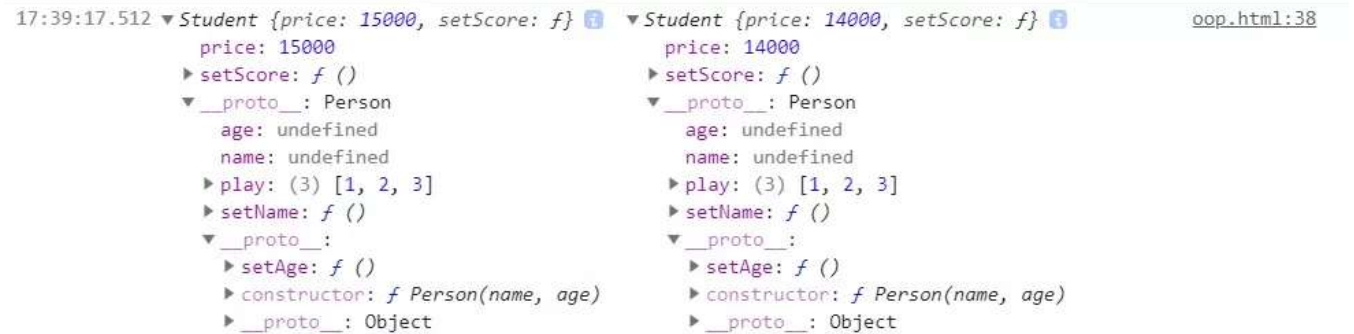 17:39:17.512 ▼Student {price: 15000, setScore: ƒ} i ▼Student {price: 14000, setScore: ƒ} i oop.html:38
price: 15000 price: 14000
▶setScore: ƒ () ▶setScore: ƒ ()
▼__proto__: Person ▼__proto__: Person
age: undefined age: undefined
name: undefined name: undefined
▶play: (3) [1, 2, 3] ▶play: (3) [1, 2, 3]
▶setName: ƒ () ▶setName: ƒ ()
▼__proto__: ▼__proto__:
▶setAge: ƒ () ▶setAge: ƒ ()
▶constructor: ƒ Person(name, age) ▶constructor: ƒ Person(name, age)
▶__proto__: Object ▶__proto__: Object